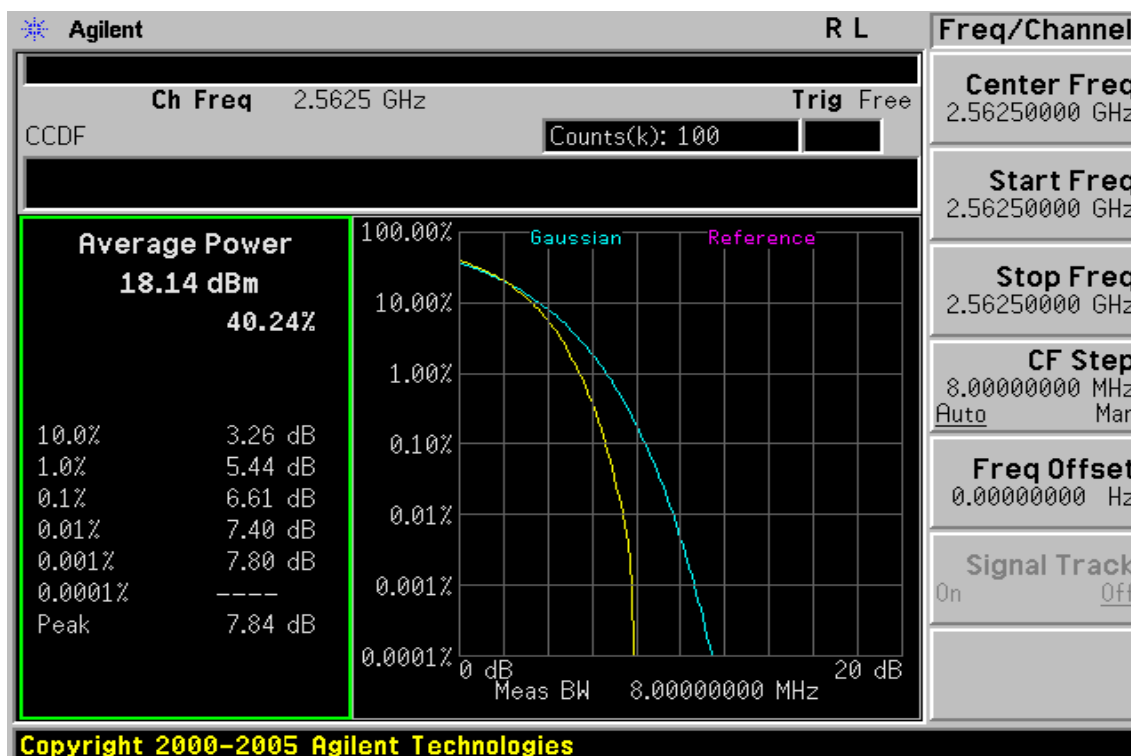 Agilent
R L
Freq/Channel
Ch Freq 2.5625 GHz
Trig Free
CCDF
Counts(k): 100
Center Freq
2.56250000 GHz
Start Freq
2.56250000 GHz
Stop Freq
2.56250000 GHz
CF Step
8.00000000 MHz
Auto Man
Freq Offset
0.00000000 Hz
Signal Track
On Off
Average Power
18.14 dBm
40.24%
10.0% 3.26 dB
1.0% 5.44 dB
0.1% 6.61 dB
0.01% 7.40 dB
0.001% 7.80 dB
0.0001% ----
Peak 7.84 dB
Gaussian
Reference
100.00%
10.00%
1.00%
0.10%
0.01%
0.001%
0.0001%
0 dB
20 dB
Meas BW 8.00000000 MHz
Copyright 2000-2005 Agilent Technologies